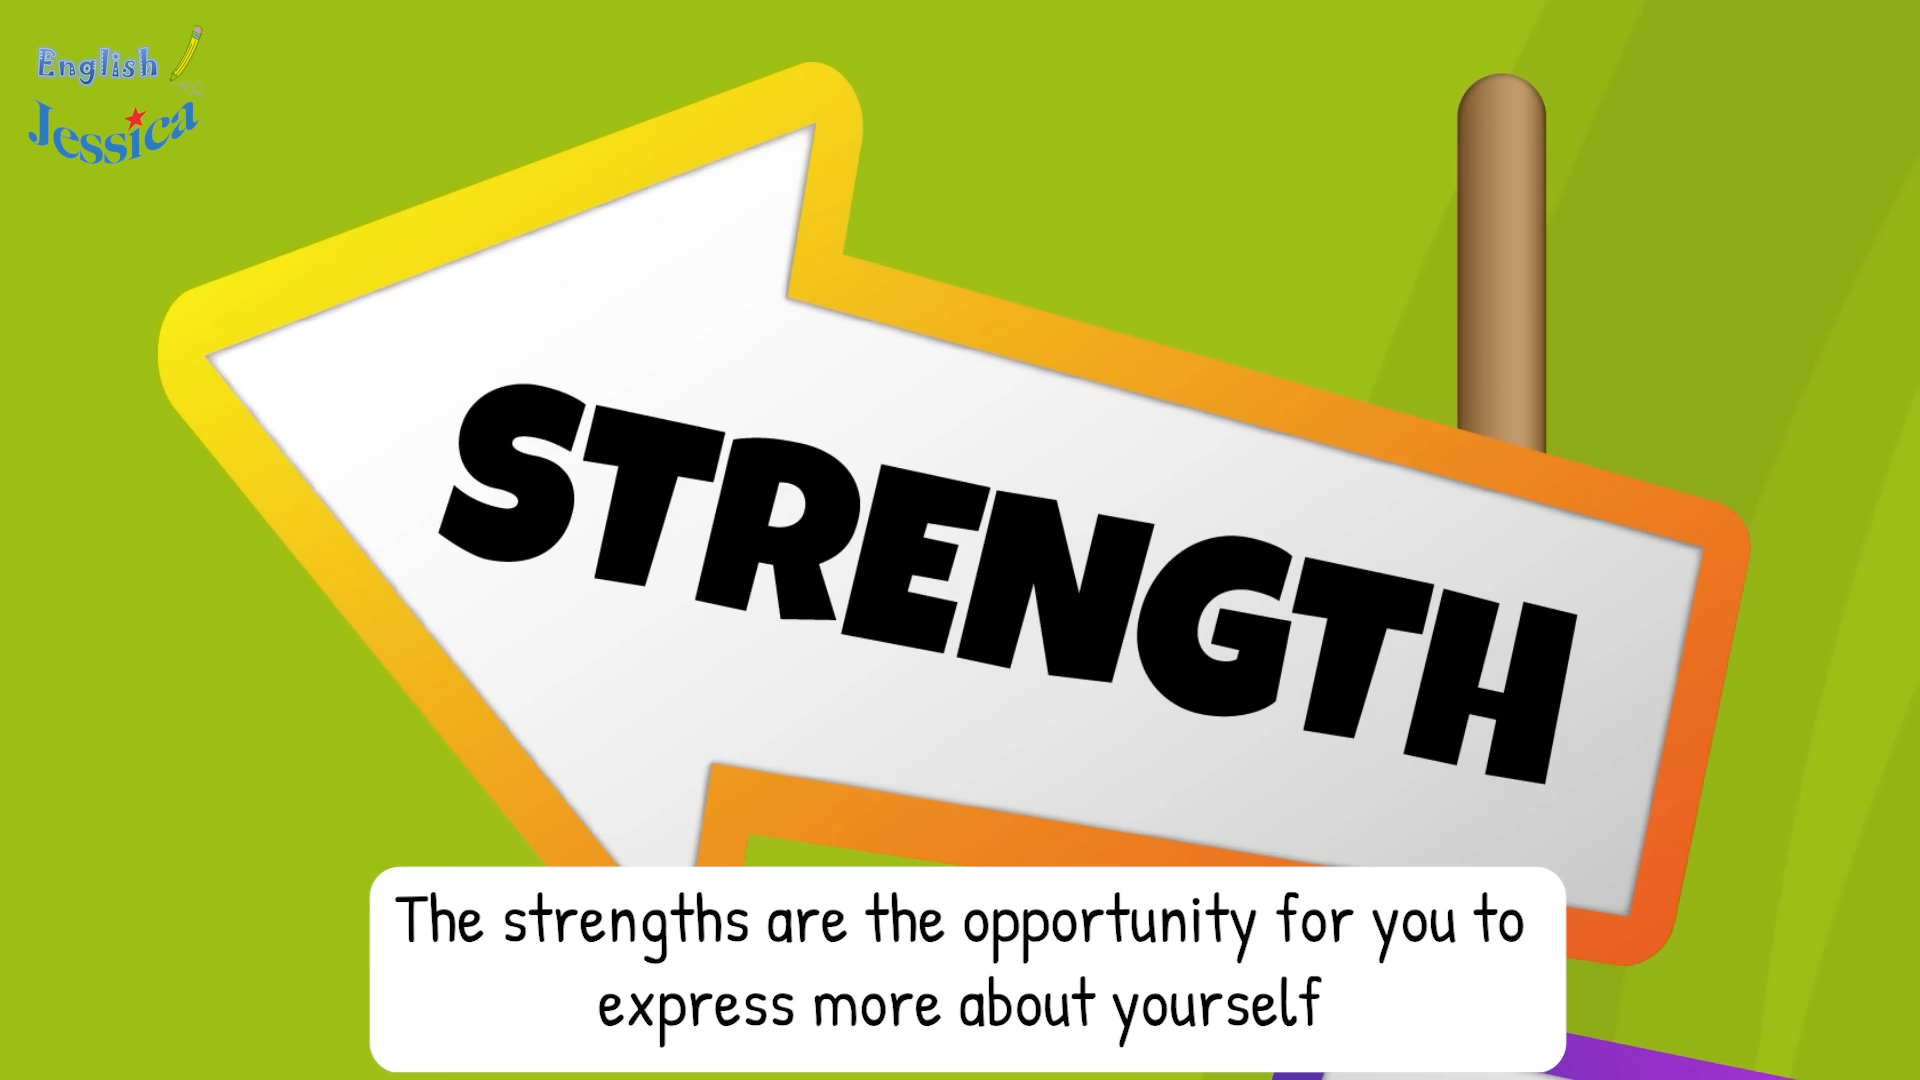 English
Jessica
STRENGTH
The strengths are the opportunity for you to
express more about yourself